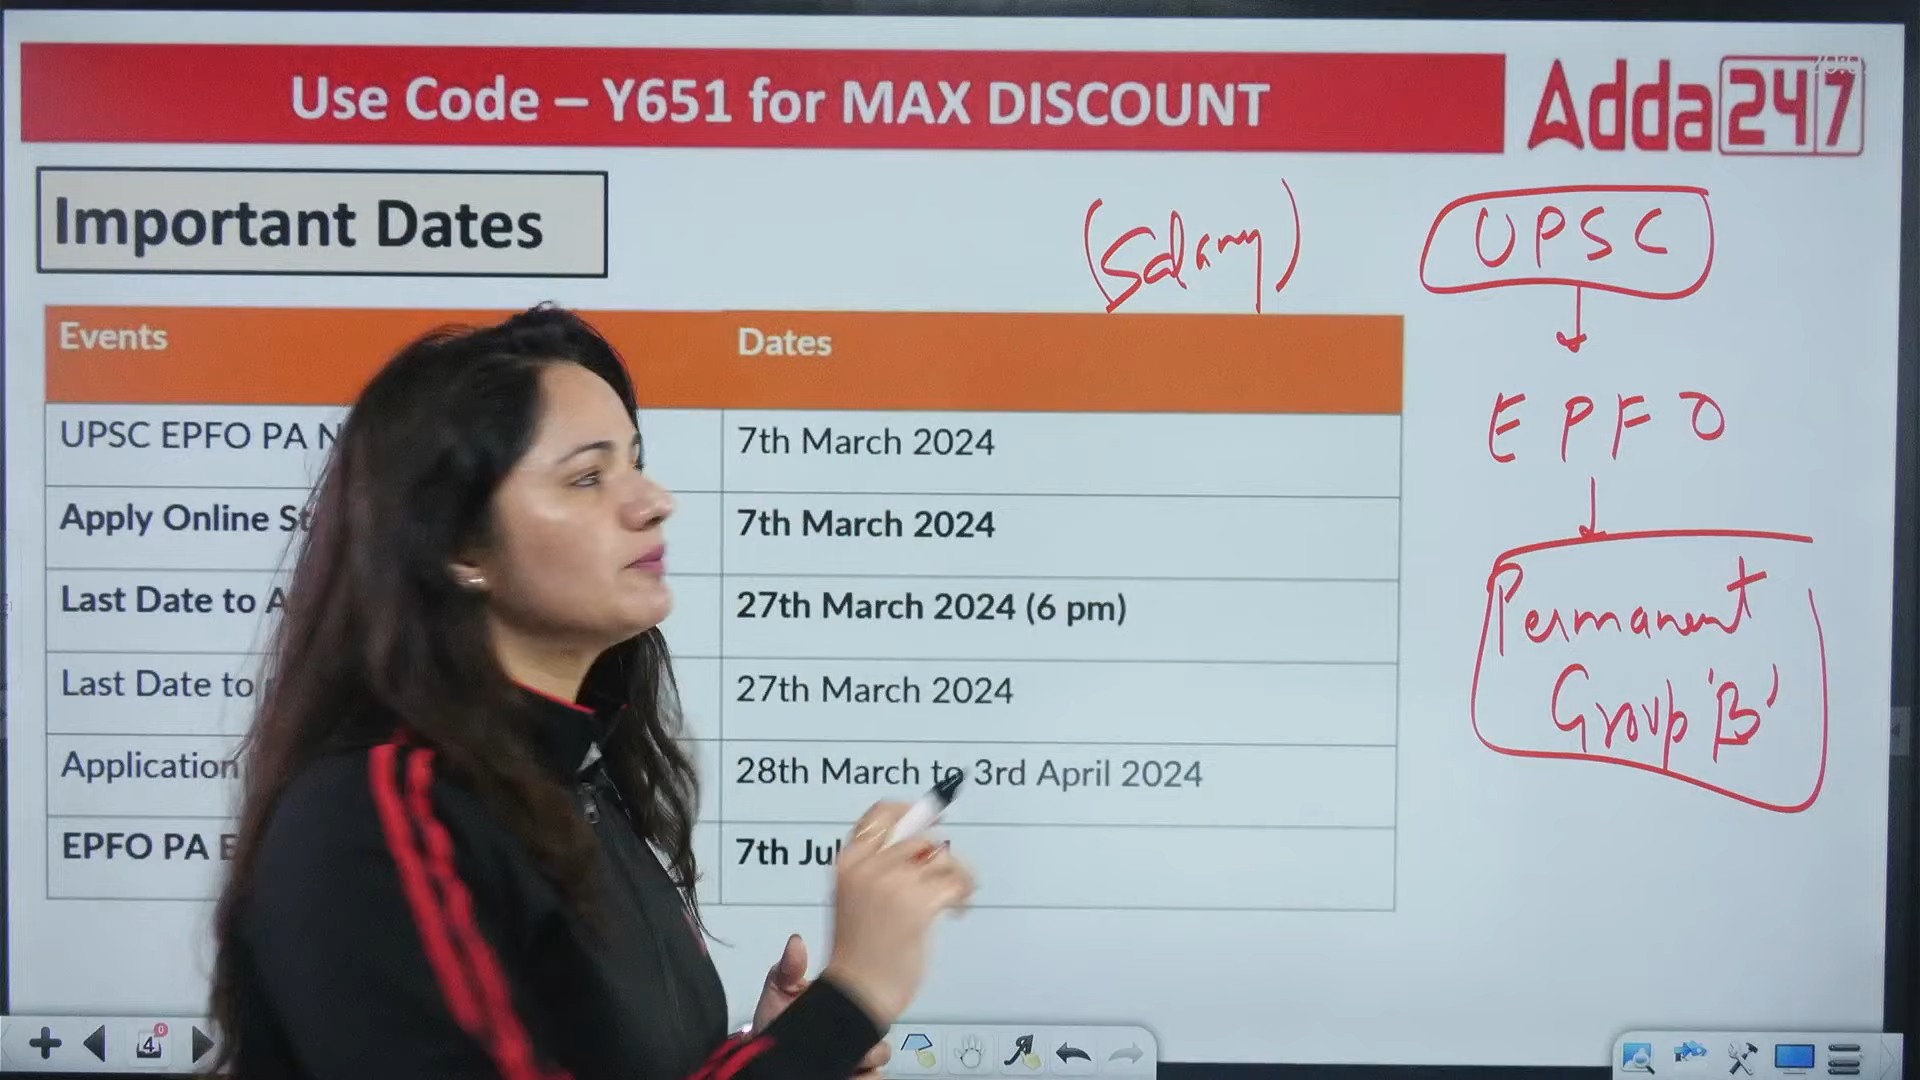 Use Code – Y651 for MAX DISCOUNT
Adda247
Important Dates
(Salary)
UPSC
EPFO
Permanent
Group 'B'
Events Dates
UPSC EPFO PA N 7th March 2024
Apply Online St 7th March 2024
Last Date to A 27th March 2024 (6 pm)
Last Date to 27th March 2024
Application 28th March to 3rd April 2024
EPFO PA E 7th Jul
4
0